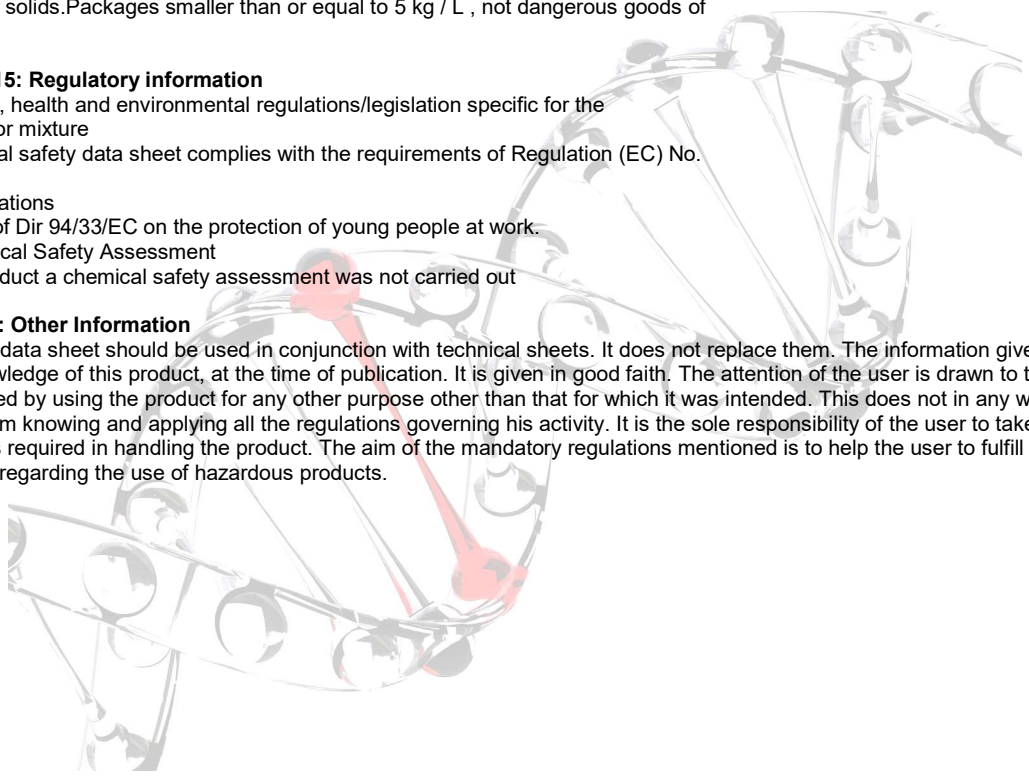 solids.Packages smaller than or equal to 5 kg / L , not dangerous goods of
15: Regulatory information
, health and environmental regulations/legislation specific for the
or mixture
al safety data sheet complies with the requirements of Regulation (EC) No.
ations
of Dir 94/33/EC on the protection of young people at work.
cal Safety Assessment
duct a chemical safety assessment was not carried out
: Other Information
data sheet should be used in conjunction with technical sheets. It does not replace them. The information give
wledge of this product, at the time of publication. It is given in good faith. The attention of the user is drawn to t
ed by using the product for any other purpose other than that for which it was intended. This does not in any w
m knowing and applying all the regulations governing his activity. It is the sole responsibility of the user to take
s required in handling the product. The aim of the mandatory regulations mentioned is to help the user to fulfill
regarding the use of hazardous products.